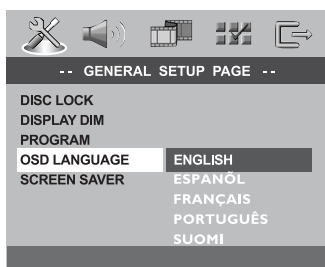 -- GENERAL SETUP PAGE --
DISC LOCK
DISPLAY DIM
PROGRAM
OSD LANGUAGE ENGLISH
SCREEN SAVER ESPANÕL
FRANÇAIS
PORTUGUÊS
SUOMI